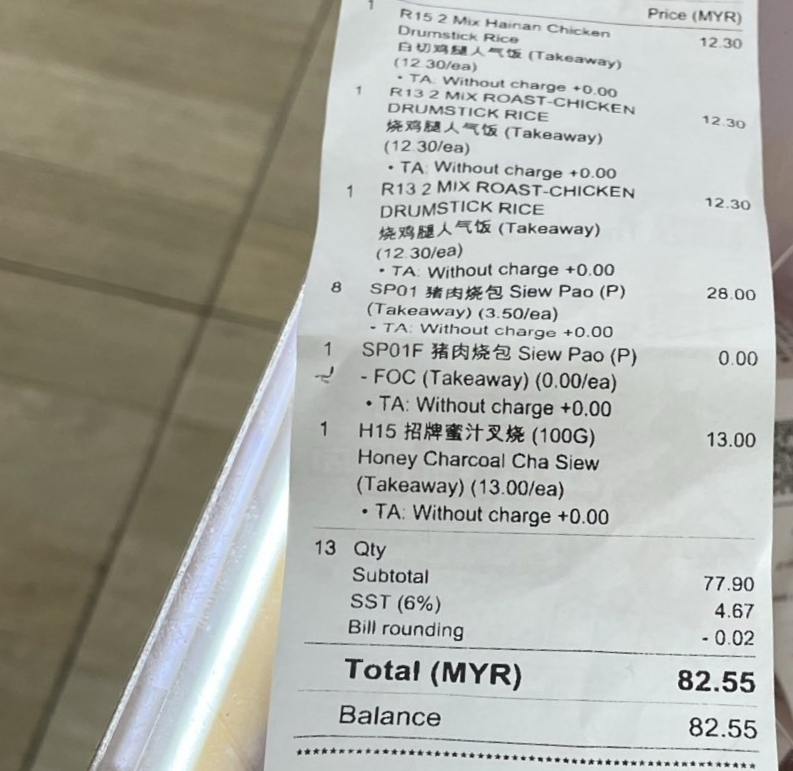 Price (MYR)
1 R15 2 Mix Hainan Chicken 12.30
Drumstick Rice
白切鸡腿人气饭 (Takeaway)
(12.30/ea)
• TA: Without charge +0.00
1 R13 2 MIX ROAST-CHICKEN 12.30
DRUMSTICK RICE
烧鸡腿人气饭 (Takeaway)
(12.30/ea)
• TA: Without charge +0.00
1 R13 2 MIX ROAST-CHICKEN 12.30
DRUMSTICK RICE
烧鸡腿人气饭 (Takeaway)
(12.30/ea)
• TA: Without charge +0.00
8 SP01 猪肉烧包 Siew Pao (P) 28.00
(Takeaway) (3.50/ea)
- TA: Without charge +0.00
1 SP01F 猪肉烧包 Siew Pao (P) 0.00
- FOC (Takeaway) (0.00/ea)
• TA: Without charge +0.00
1 H15 招牌蜜汁叉烧 (100G) 13.00
Honey Charcoal Cha Siew
(Takeaway) (13.00/ea)
• TA: Without charge +0.00
13 Qty
Subtotal 77.90
SST (6%) 4.67
Bill rounding - 0.02
Total (MYR) 82.55
Balance 82.55